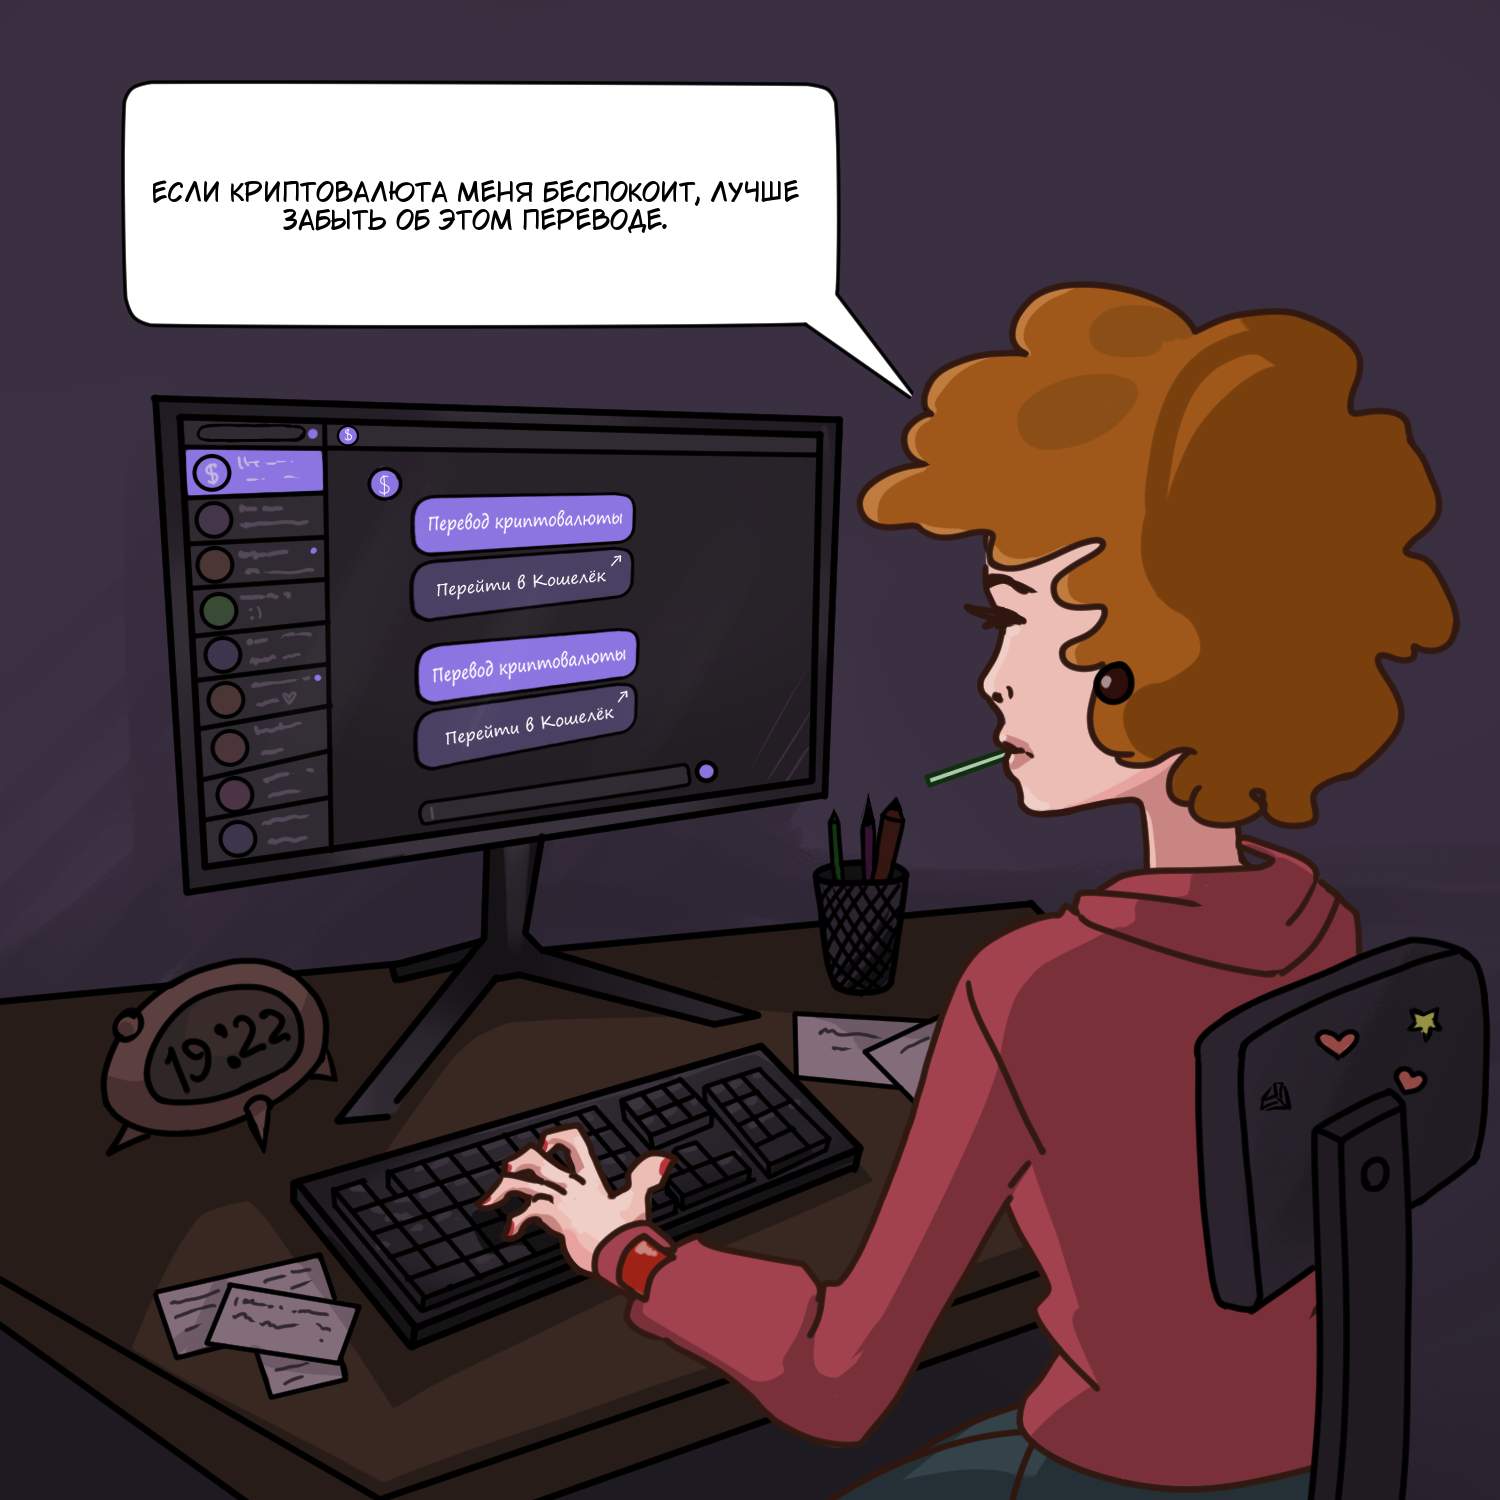 ЕСЛИ КРИПТОВАЛЮТА МЕНЯ БЕСПОКОИТ, ЛУЧШЕ
ЗАБЫТЬ ОБ ЭТОМ ПЕРЕВОДЕ.
$
$
$
Перевод криптовалюты
Перейти в Кошелёк
:)
Перевод криптовалюты
Перейти в Кошелёк
19:22